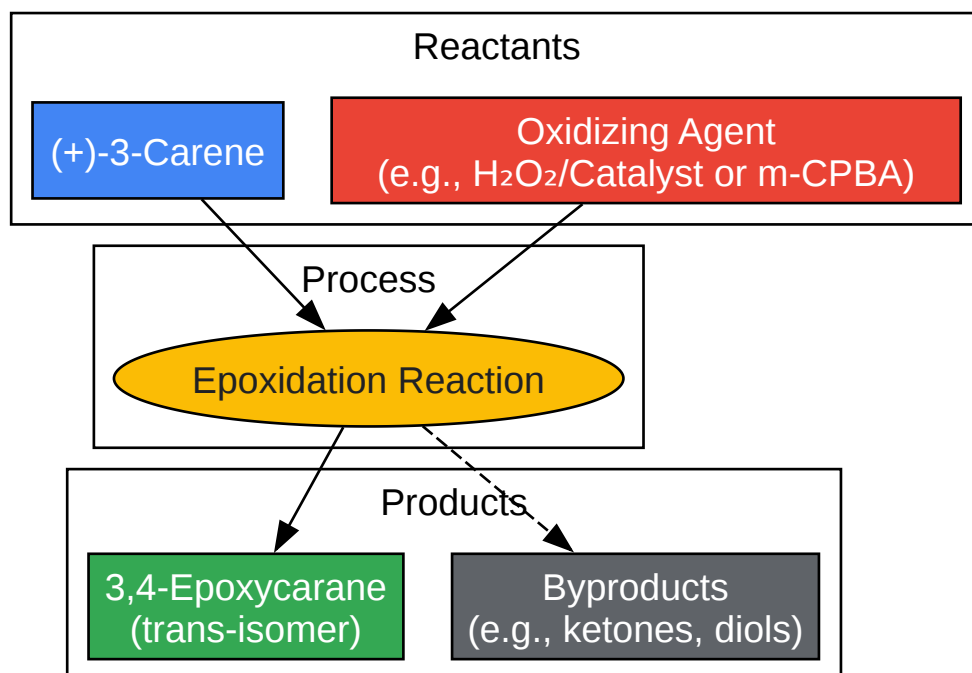 Reactants
(+)-3-Carene
Oxidizing Agent
(e.g., H₂O₂/Catalyst or m-CPBA)
Process
Epoxidation Reaction
Products
3,4-Epoxycarane
(trans-isomer)
Byproducts
(e.g., ketones, diols)